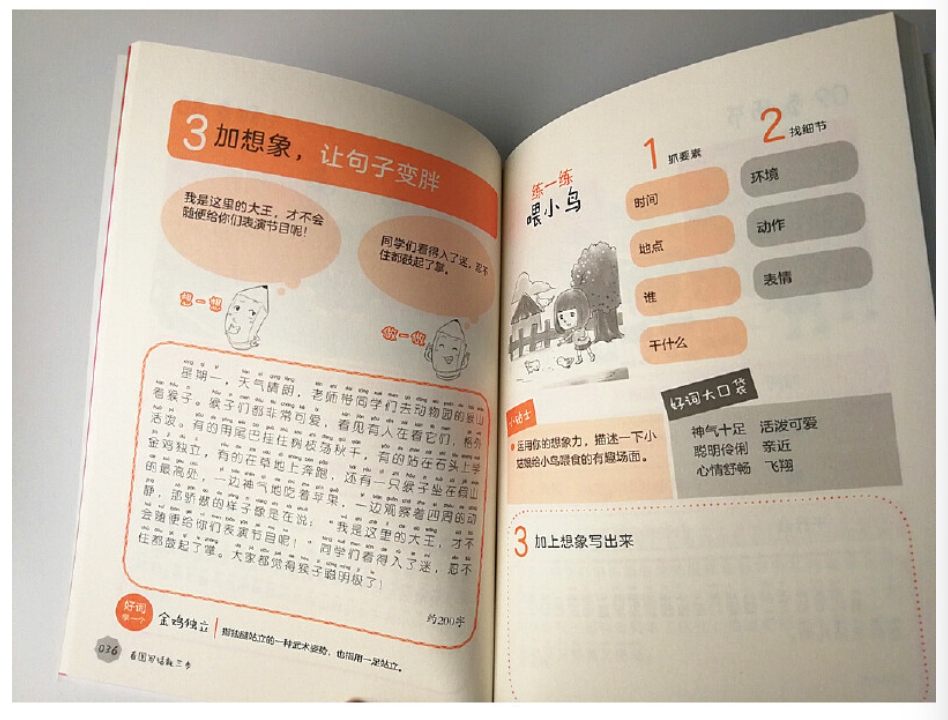 3 加想象，让句子变胖
我是这里的大王，才不会
随便给你们表演节目呢！
同学们看得入了迷，忍不
住都鼓起了掌。
想一想
做一做
星期一，天气晴朗，老师带同学们去动物园的猴山
看猴子。猴子们都非常可爱，看见有人在看它们，格外
活泼。有的用尾巴挂住树枝荡秋千，有的站在石头上学
金鸡独立，有的在草地上奔跑，还有一只猴子坐在假山
的最高处，一边神气地吃着苹果，一边观察着四周的动
静，那骄傲的样子像是在说：“我是这里的大王，才不
会随便给你们表演节目呢！”同学们看得入了迷，忍不
住都鼓起了掌。大家都觉得猴子聪明极了！
约200字
好词
学一个
金鸡独立
指独腿站立的一种武术姿势，也指用一足站立。
036
看图写话教三步
练一练
喂小鸟
1 抓要素
时间
地点
谁
干什么
2 找细节
环境
动作
表情
小贴士
运用你的想象力，描述一下小
姑娘给小鸟喂食的有趣场面。
好词大口袋
神气十足 活泼可爱
聪明伶俐 亲近
心情舒畅 飞翔
3 加上想象写出来